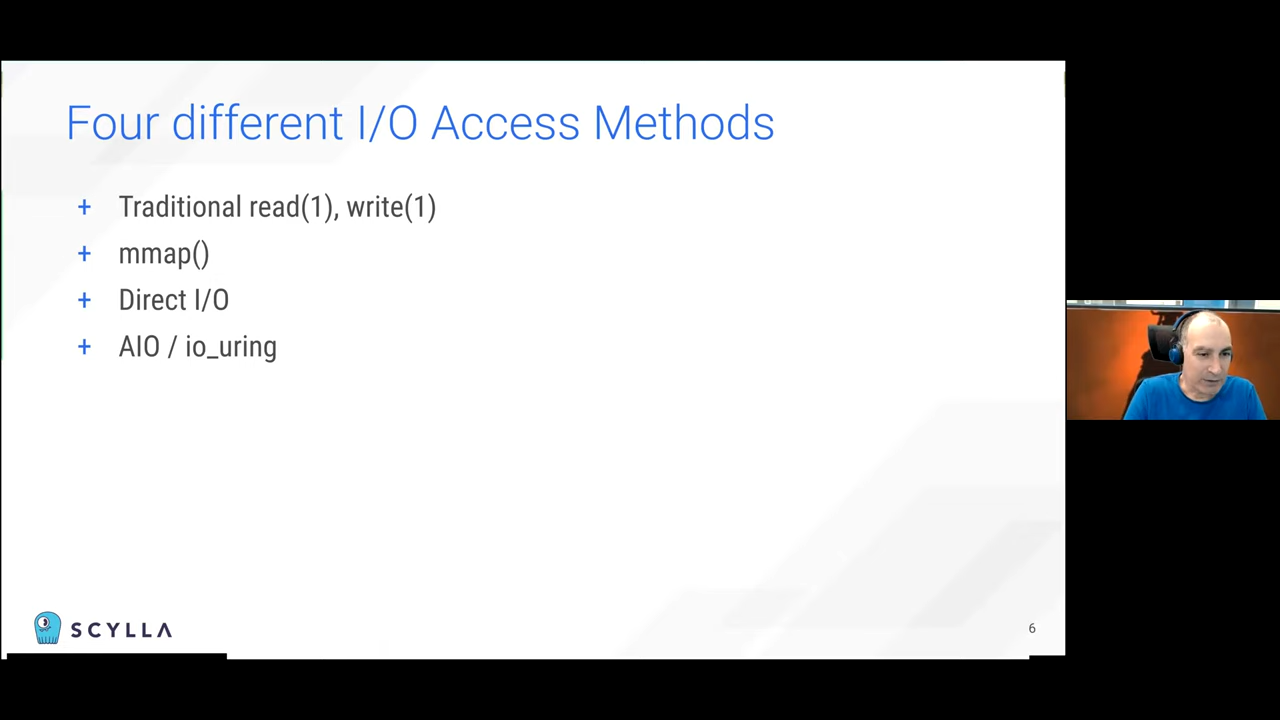 Four different I/O Access Methods
+ Traditional read(1), write(1)
+ mmap()
+ Direct I/O
+ AIO / io_uring
SCYLLA
6